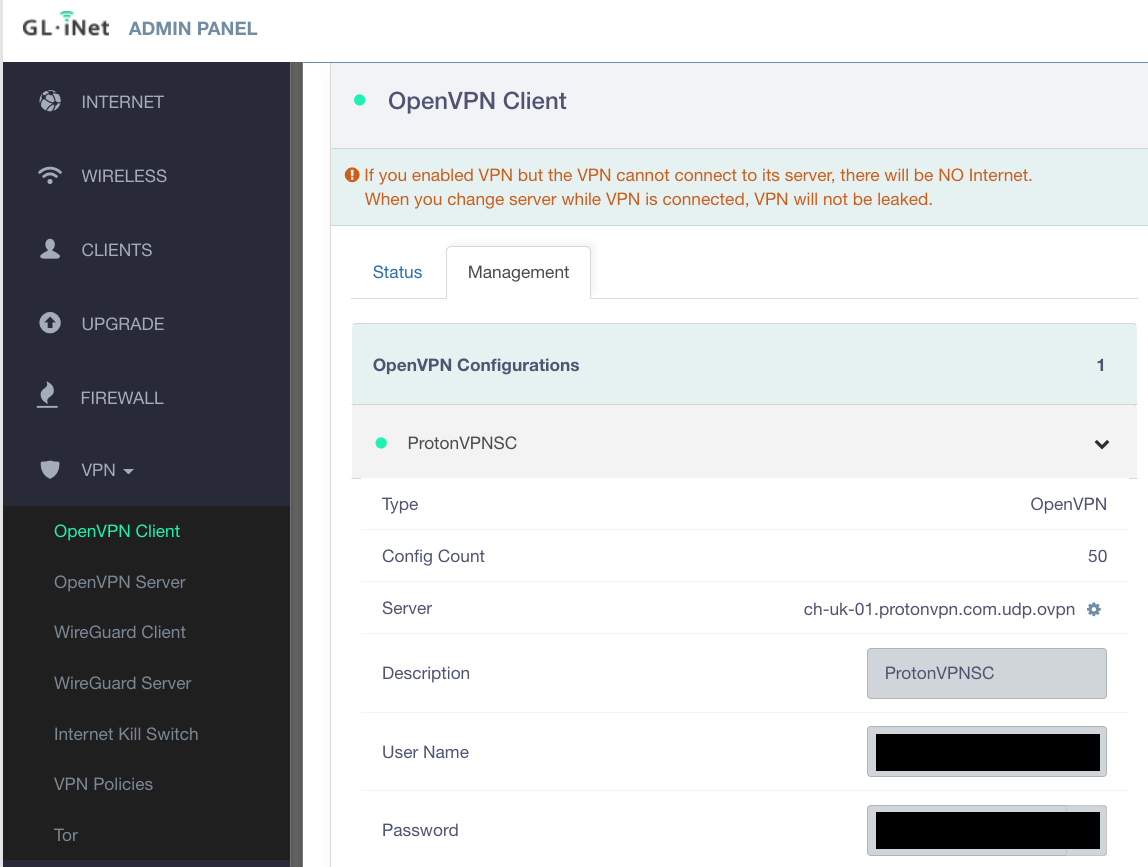 GL·iNet ADMIN PANEL
INTERNET
WIRELESS
CLIENTS
UPGRADE
FIREWALL
VPN
OpenVPN Client
OpenVPN Server
WireGuard Client
WireGuard Server
Internet Kill Switch
VPN Policies
Tor
OpenVPN Client
If you enabled VPN but the VPN cannot connect to its server, there will be NO Internet.
When you change server while VPN is connected, VPN will not be leaked.
Status Management
OpenVPN Configurations 1
ProtonVPNSC
Type OpenVPN
Config Count 50
Server ch-uk-01.protonvpn.com.udp.ovpn
Description ProtonVPNSC
User Name
Password